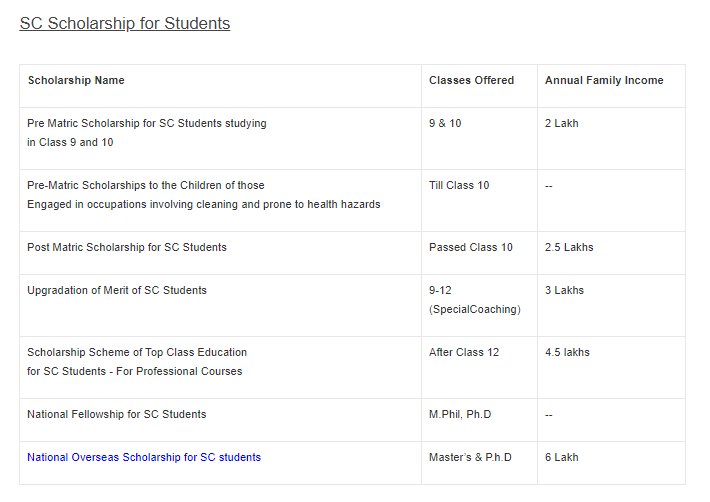 SC Scholarship for Students
Scholarship Name Classes Offered Annual Family Income
Pre Matric Scholarship for SC Students studying 9 & 10 2 Lakh
in Class 9 and 10
Pre-Matric Scholarships to the Children of those Till Class 10 --
Engaged in occupations involving cleaning and prone to health hazards
Post Matric Scholarship for SC Students Passed Class 10 2.5 Lakhs
Upgradation of Merit of SC Students 9-12 3 Lakhs
(SpecialCoaching)
Scholarship Scheme of Top Class Education After Class 12 4.5 lakhs
for SC Students - For Professional Courses
National Fellowship for SC Students M.Phil, Ph.D --
National Overseas Scholarship for SC students Master's & P.h.D 6 Lakh